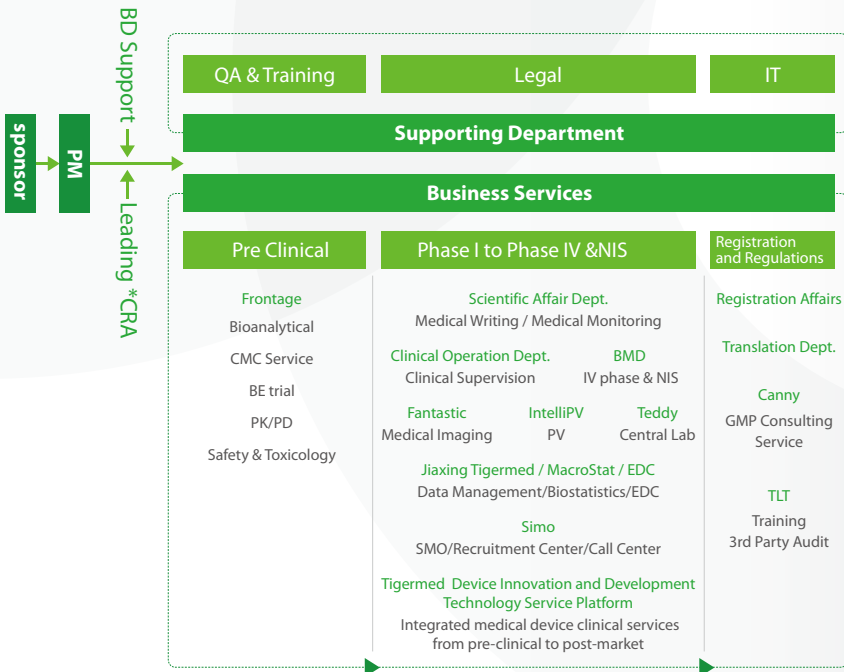 sponsor
PM
BD Support
Leading *CRA
QA & Training
Legal
IT
Supporting Department
Business Services
Pre Clinical
Frontage
Bioanalytical
CMC Service
BE trial
PK/PD
Safety & Toxicology
Phase I to Phase IV &NIS
Scientific Affair Dept.
Medical Writing / Medical Monitoring
Clinical Operation Dept.
Clinical Supervision
BMD
IV phase & NIS
Fantastic
Medical Imaging
IntelliPV
PV
Teddy
Central Lab
Jiaxing Tigermed / MacroStat / EDC
Data Management/Biostatistics/EDC
Simo
SMO/Recruitment Center/Call Center
Tigermed Device Innovation and Development
Technology Service Platform
Integrated medical device clinical services
from pre-clinical to post-market
Registration
and Regulations
Registration Affairs
Translation Dept.
Canny
GMP Consulting
Service
TLT
Training
3rd Party Audit